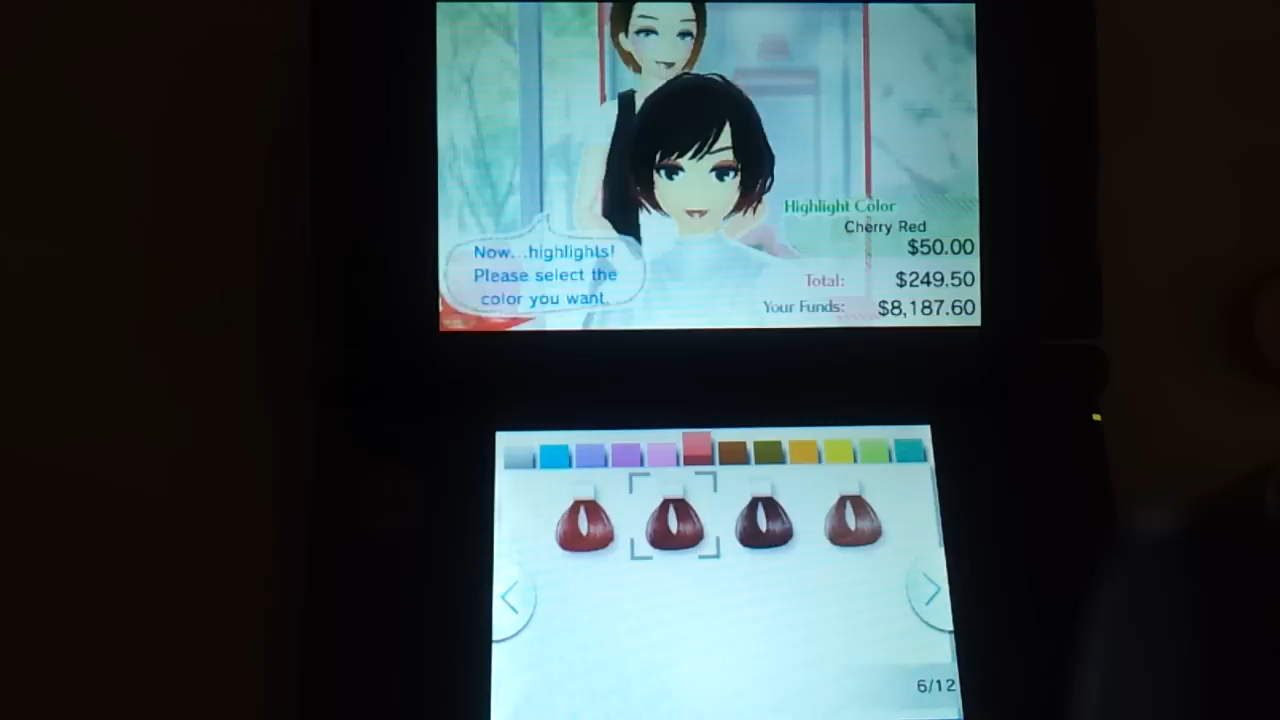 Highlight Color
Cherry Red
$50.00
Now...highlights!
Please select the
color you want.
Total: $249.50
Your Funds: $8,187.60
6/12